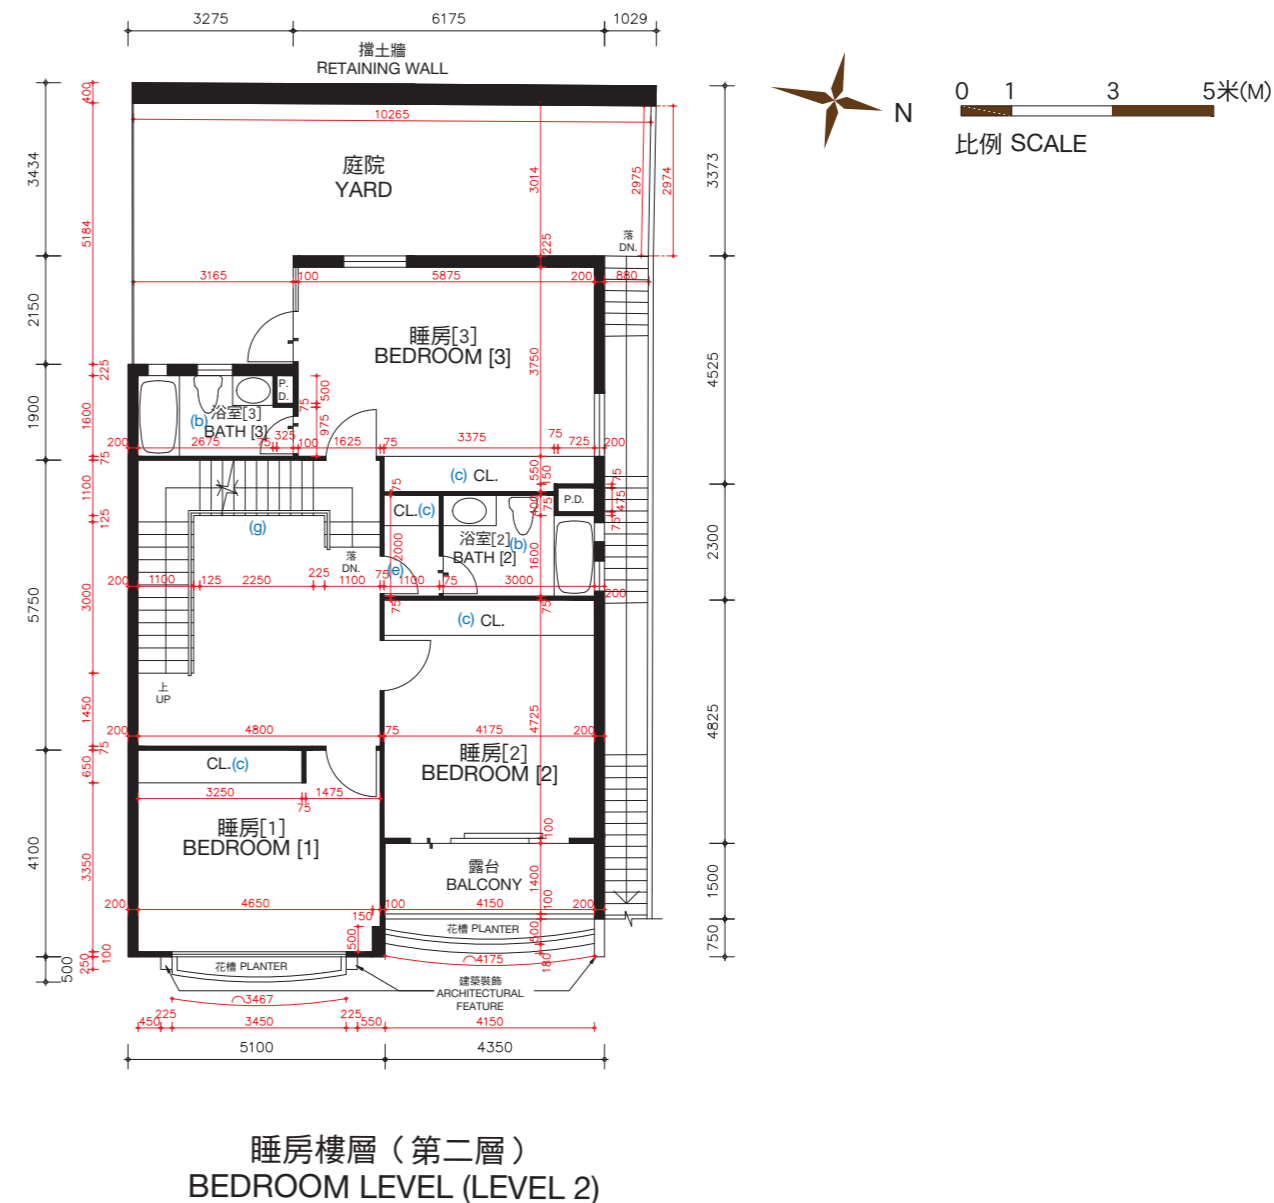 3275
6175
1029
擋土牆
RETAINING WALL
400
10265
N
0 1 3 5米(M)
比例 SCALE
3434
庭院
YARD
3014
2975
2974
3373
5184
225
落
DN.
3165
100
5875
200
880
2150
睡房[3]
BEDROOM [3]
3750
4525
225
P.
D.
500
1900
1600
(b)
浴室[3]
BATH [3]
75
975
200
2675
75
325
100
1625
75
3375
75
725
200
75
(c) CL.
550
150
75
1100
75
CL.(c)
400
75
P.D.
475
125
(g)
浴室[2]
BATH [2]
(b)
75
2300
落
DN.
2000
1600
200
1100
125
2250
225
1100
75
(e)
1100
75
3000
200
3000
5750
75
75
(c) CL.
上
UP
1450
4725
4825
200
4800
75
4175
200
75
650
CL.(c)
睡房[2]
BEDROOM [2]
3250
1475
75
睡房[1]
BEDROOM [1]
100
4100
3350
露台
BALCONY
1400
1500
200
4650
100
4150
200
150
100
花槽 PLANTER
500
500
750
100
250
500
花槽 PLANTER
4175
180
建築裝飾
ARCHITECTURAL
FEATURE
3467
450
225
3450
225
550
4150
5100
4350
睡房樓層（第二層）
BEDROOM LEVEL (LEVEL 2)